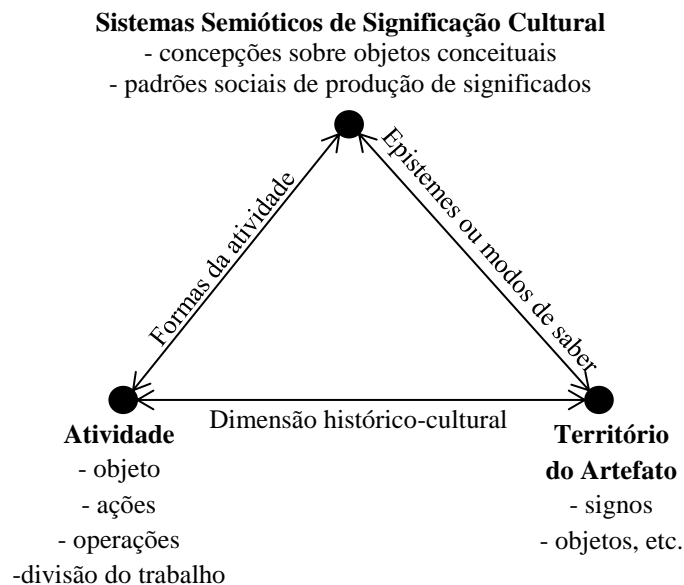 Sistemas Semióticos de Significação Cultural
- concepções sobre objetos conceituais
- padrões sociais de produção de significados
Formas da atividade
Epistemes ou modos de saber
Dimensão histórico-cultural
Atividade
- objeto
- ações
- operações
-divisão do trabalho
Território
do Artefato
- signos
- objetos, etc.